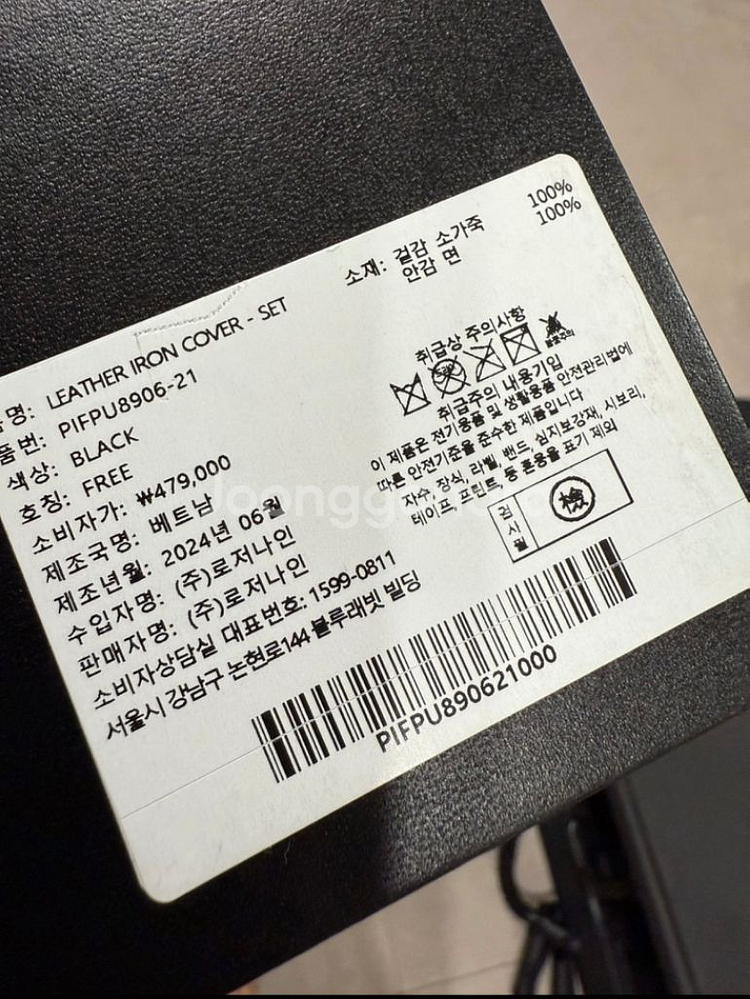 명: LEATHER IRON COVER - SET
품번: PIFPU8906-21
색상: BLACK
호칭: FREE
소비자가: ₩479,000
제조국명: 베트남
제조년월: 2024년 06월
수입자명: (주)로저나인
판매자명: (주)로저나인
소비자상담실 대표번호: 1599-0811
서울시 강남구 논현로144 블루래빗 빌딩
소재: 겉감 소가죽 100%
안감 면 100%
취급상 주의사항
취급주의 내용기입
이 제품은 전기용품 및 생활용품 안전관리법에
따른 안전기준을 준수한 제품입니다
자수, 장식, 라벨, 밴드, 심지보강재, 시보리,
테이프, 프린트, 등 혼용율 표기 제외
검사필
檢
PIFPU890621000